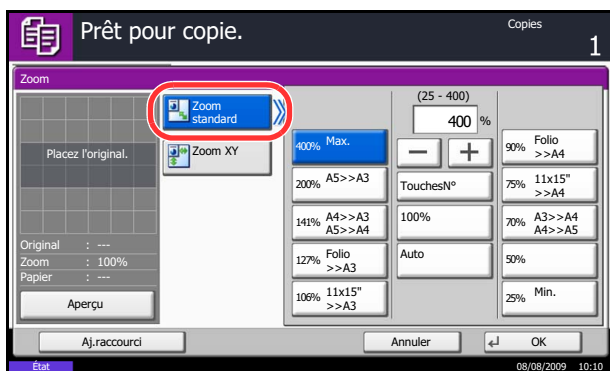 Prêt pour copie.
Copies
1
Zoom
Placez l'original.
Original : ---
Zoom : 100%
Papier : ---
Aperçu
Zoom
standard
Zoom XY
400% Max.
200% A5>>A3
141% A4>>A3
A5>>A4
127% Folio
>>A3
106% 11x15"
>>A3
(25 - 400)
400 %
− +
TouchesN°
100%
Auto
90% Folio
>>A4
75% 11x15"
>>A4
70% A3>>A4
A4>>A5
50%
25% Min.
Aj.raccourci
Annuler
OK
État
08/08/2009 10:10